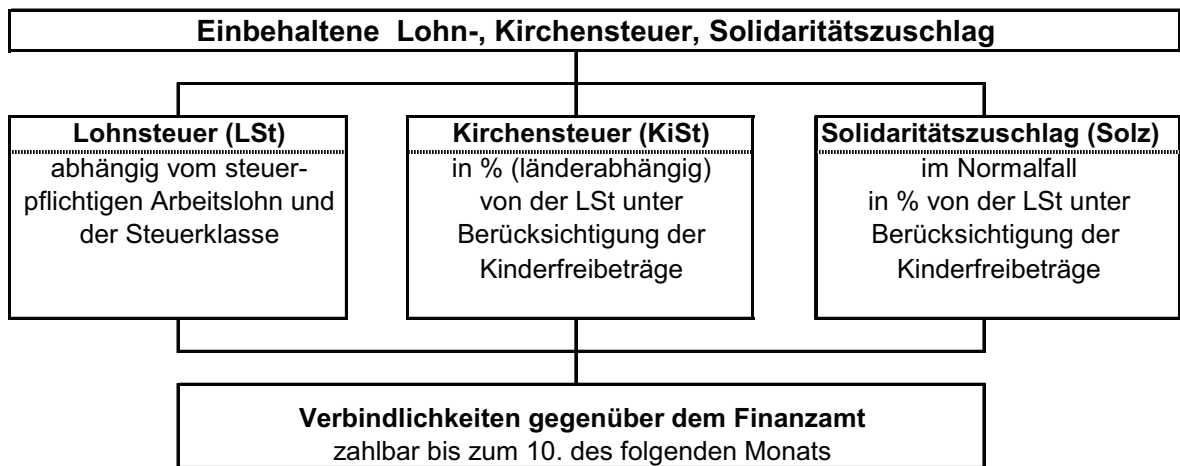 Einbehaltene Lohn-, Kirchensteuer, Solidaritätszuschlag
Lohnsteuer (LSt)
abhängig vom steuer-
pflichtigen Arbeitslohn und
der Steuerklasse
Kirchensteuer (KiSt)
in % (länderabhängig)
von der LSt unter
Berücksichtigung der
Kinderfreibeträge
Solidaritätszuschlag (Solz)
im Normalfall
in % von der LSt unter
Berücksichtigung der
Kinderfreibeträge
Verbindlichkeiten gegenüber dem Finanzamt
zahlbar bis zum 10. des folgenden Monats